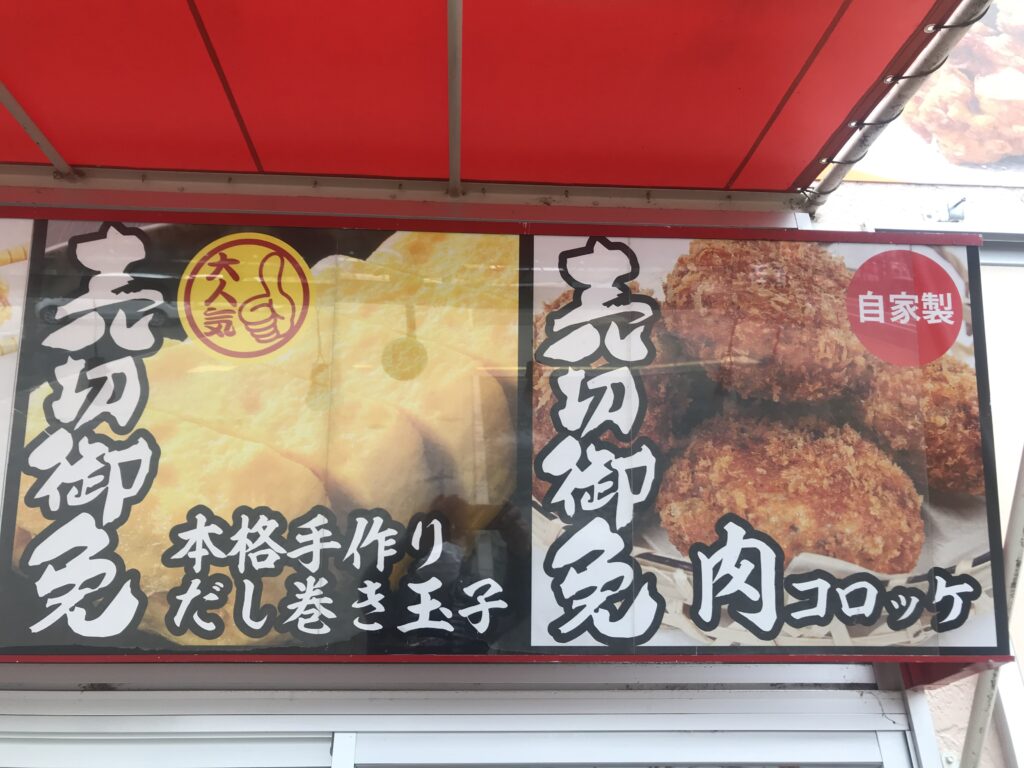 売切御免
大人気
本格手作り
だし巻き玉子
売切御免
自家製
肉コロッケ